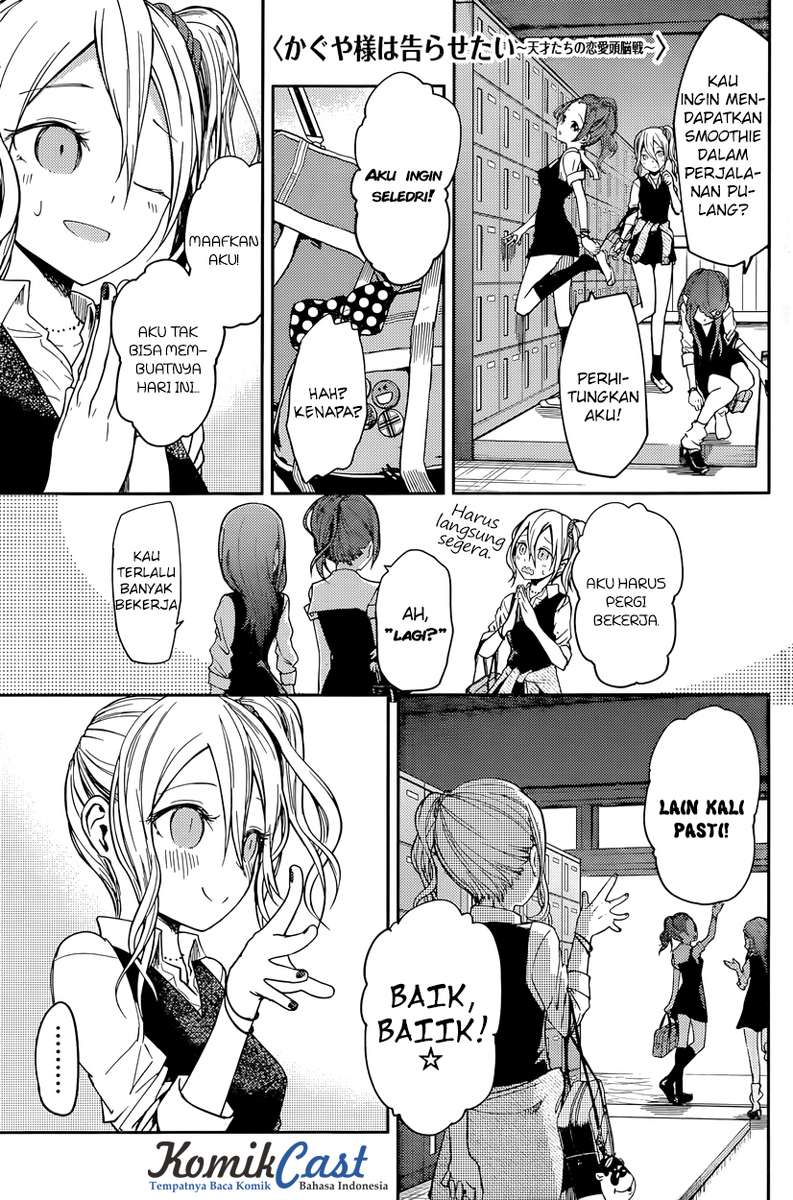 〈かぐや様は告らせたい~天才たちの恋愛頭脳戦~〉
KAU
INGIN MEN-
DAPATKAN
SMOOTHIE
DALAM
PERJALA-
NAN PU-
LANG?
PERHI-
TUNGKAN
AKU!
AKU INGIN
SELEDRI!
HAH?
KENAPA?
MAAFKAN
AKU!
AKU TAK
BISA MEM-
BUATNYA
HARI INI..
AKU HARUS
PERGI
BEKERJA.
Harus
langsung
segera.
AH,
"LAGI?"
KAU
TERLALU
BANYAK
BEKERJA
LAIN KALI
PASTI!
BAIK,
BAIIK!
☆
........
KomikCast
Tempatnya Baca Komik Bahasa Indonesia